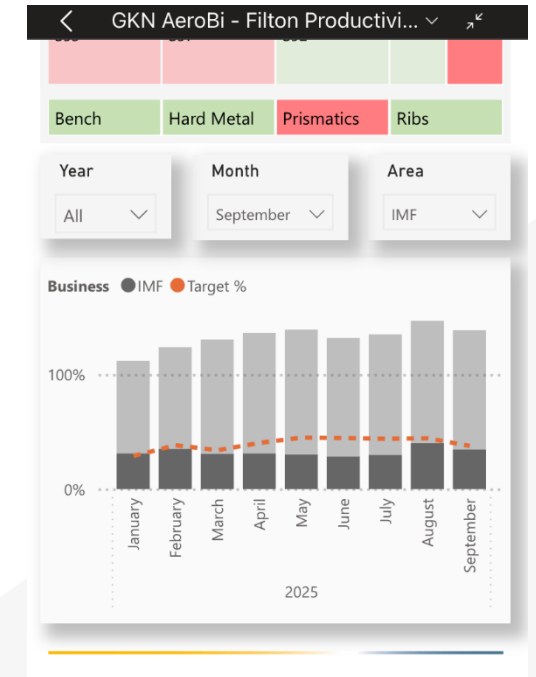 GKN AeroBi - Filton Productivi...
Bench Hard Metal Prismatics Ribs
Year Month Area
All September IMF
Business IMF Target %
100%
0%
January February March April May June July August September
2025